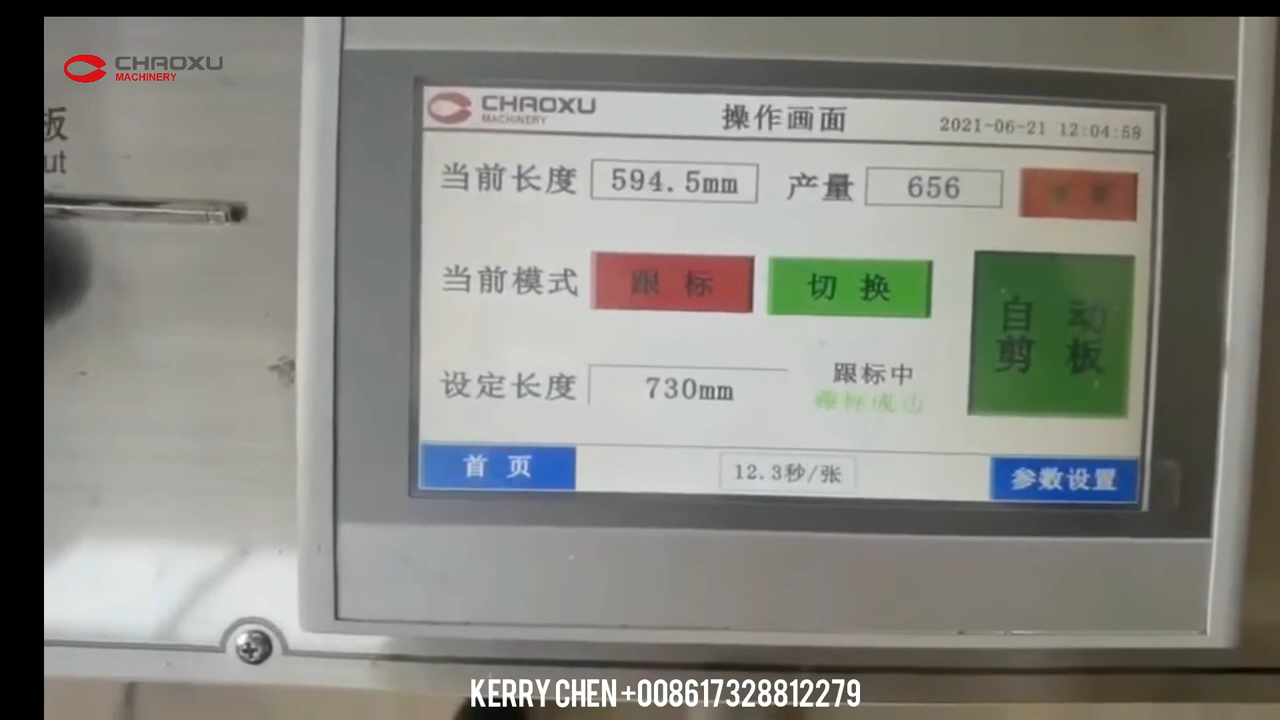 CHAOXU
MACHINERY
板
ut
CHAOXU
MACHINERY
操作画面
2021-06-21 12:04:58
当前长度 594.5mm 产量 656
当前模式 跟标 切换
自动
剪板
设定长度 730mm
跟标中
首页 12.3秒/张 参数设置
KERRY CHEN +008617328812279